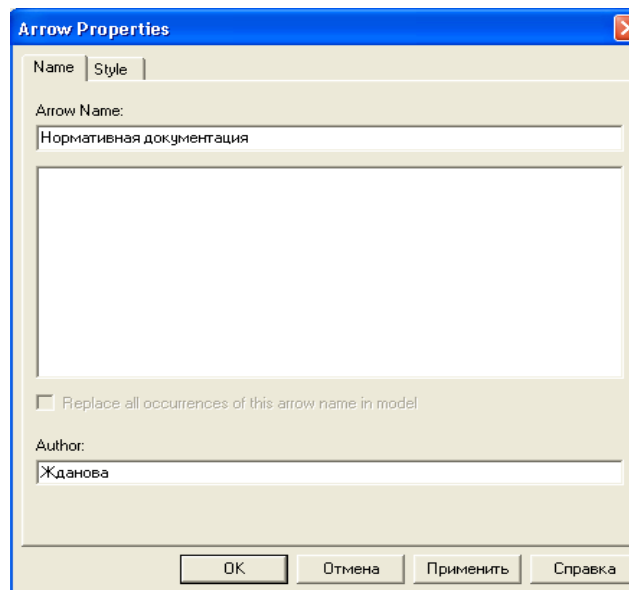 Arrow Properties
Name Style
Arrow Name:
Нормативная документация
Replace all occurrences of this arrow name in model
Author:
Жданова
OK Отмена Применить Справка